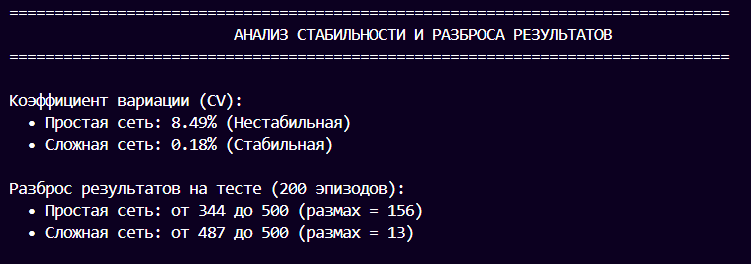 ================================================================================
АНАЛИЗ СТАБИЛЬНОСТИ И РАЗБРОСА РЕЗУЛЬТАТОВ
================================================================================
Коэффициент вариации (CV):
• Простая сеть: 8.49% (Нестабильная)
• Сложная сеть: 0.18% (Стабильная)
Разброс результатов на тесте (200 эпизодов):
• Простая сеть: от 344 до 500 (размах = 156)
• Сложная сеть: от 487 до 500 (размах = 13)